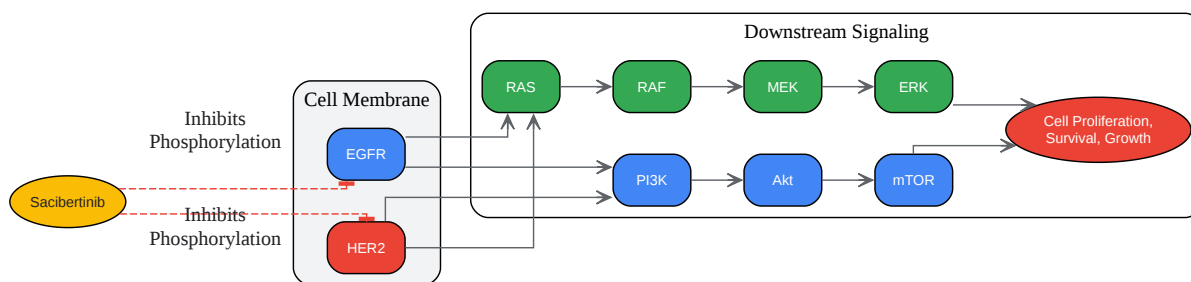 Downstream Signaling
RAS
RAF
MEK
ERK
Cell Membrane
Inhibits
Phosphorylation
EGFR
Cell Proliferation,
Survival, Growth
PI3K
Akt
mTOR
Sacibertinib
Inhibits
Phosphorylation
HER2